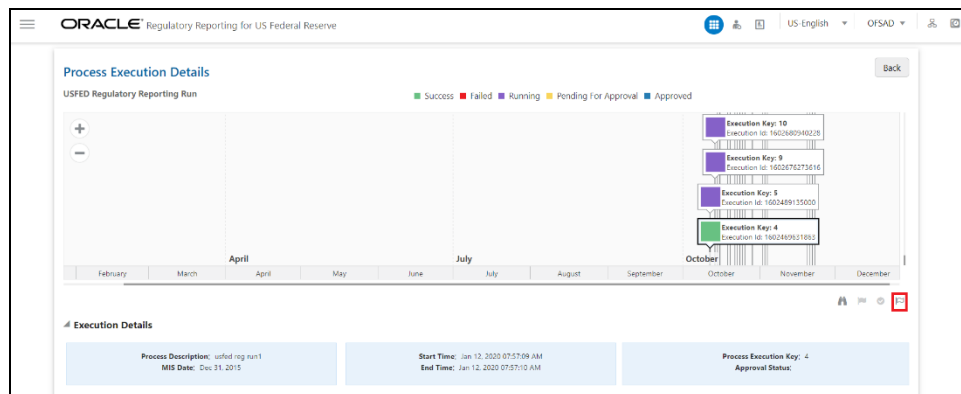 ORACLE Regulatory Reporting for US Federal Reserve
US-English
OFSAD
Process Execution Details
Back
USFED Regulatory Reporting Run
Success Failed Running Pending For Approval Approved
Execution Key: 10
Execution Id: 1602680940228
Execution Key: 9
Execution Id: 1602676273616
Execution Key: 5
Execution Id: 1602489135000
Execution Key: 4
Execution Id: 1602469631863
April July October
February March April May June July August September October November December
Execution Details
Process Description: usfed reg run1
MIS Date: Dec 31, 2015
Start Time: Jan 12, 2020 07:57:09 AM
End Time: Jan 12, 2020 07:57:10 AM
Process Execution Key: 4
Approval Status: